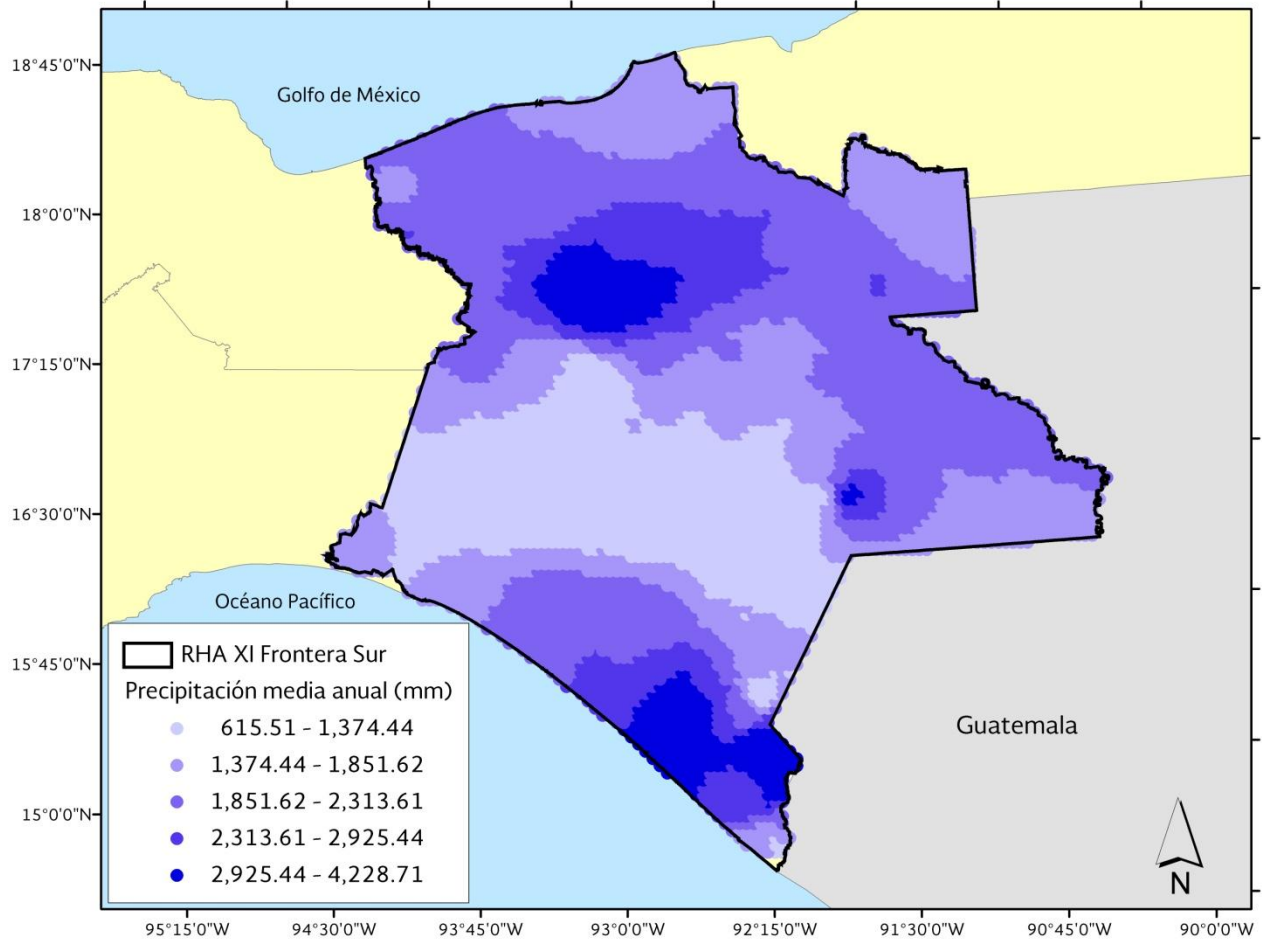 18°45'0"N
Golfo de México
18°0'0"N
17°15'0"N
16°30'0"N
Océano Pacífico
15°45'0"N
RHA XI Frontera Sur
Precipitación media anual (mm)
615.51 - 1,374.44
1,374.44 - 1,851.62
1,851.62 - 2,313.61
2,313.61 - 2,925.44
2,925.44 - 4,228.71
Guatemala
15°0'0"N
N
95°15'0"W 94°30'0"W 93°45'0"W 93°0'0"W 92°15'0"W 91°30'0"W 90°45'0"W 90°0'0"W